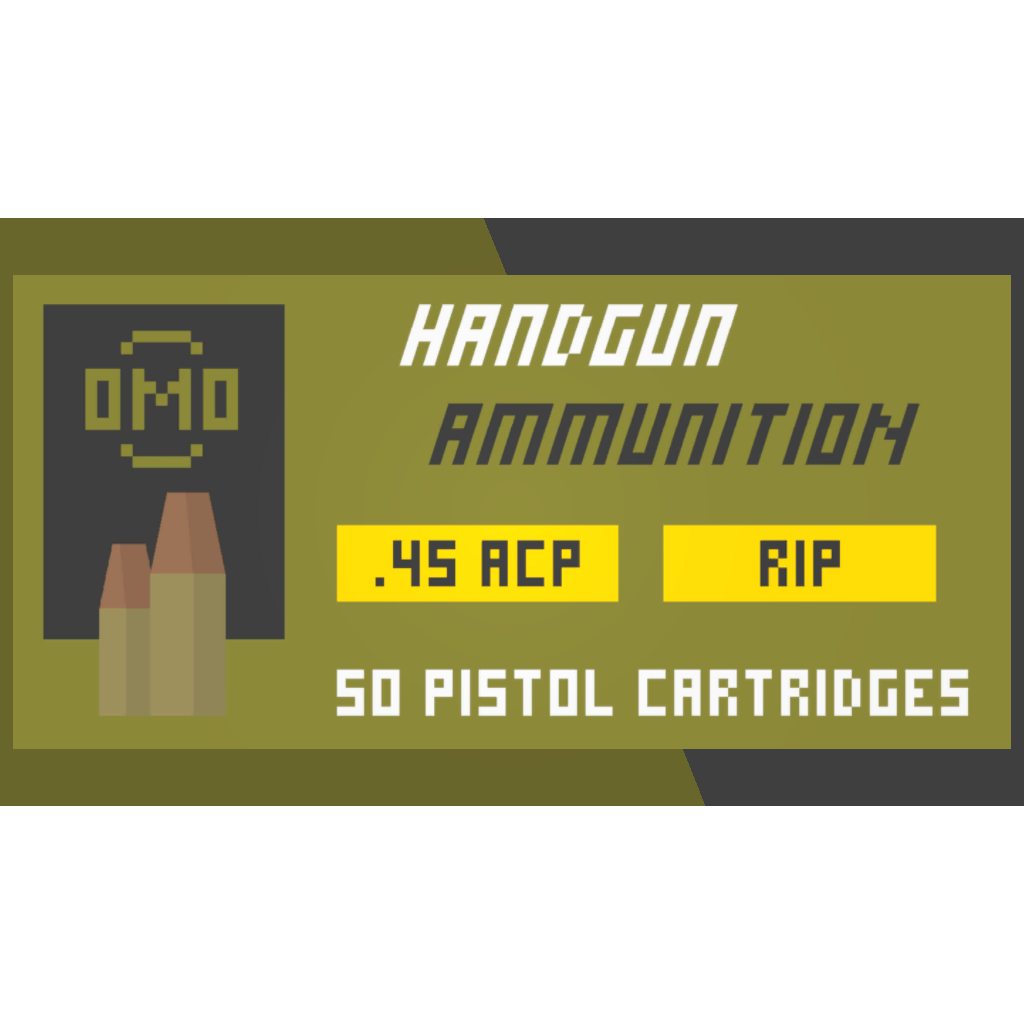 OMO
HANDGUN
AMMUNITION
.45 ACP
RIP
50 PISTOL CARTRIDGES